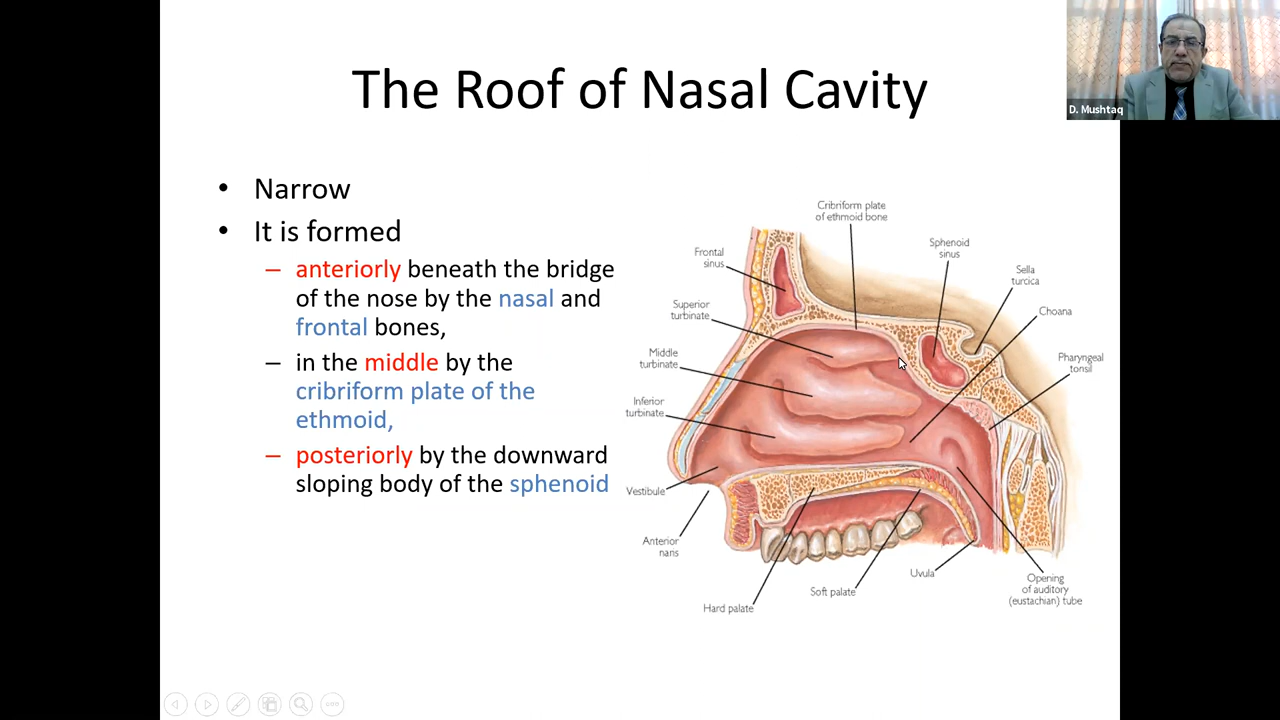 The Roof of Nasal Cavity
D. Mushtaq
• Narrow
• It is formed
– anteriorly beneath the bridge
of the nose by the nasal and
frontal bones,
– in the middle by the
cribriform plate of the
ethmoid,
– posteriorly by the downward
sloping body of the sphenoid
Cribriform plate
of ethmoid bone
Frontal
sinus
Sphenoid
sinus
Sella
turcica
Superior
turbinate
Choana
Middle
turbinate
Pharyngeal
tonsil
Inferior
turbinate
Vestibule
Anterior
naris
Hard palate
Soft palate
Uvula
Opening
of auditory
(eustachian) tube